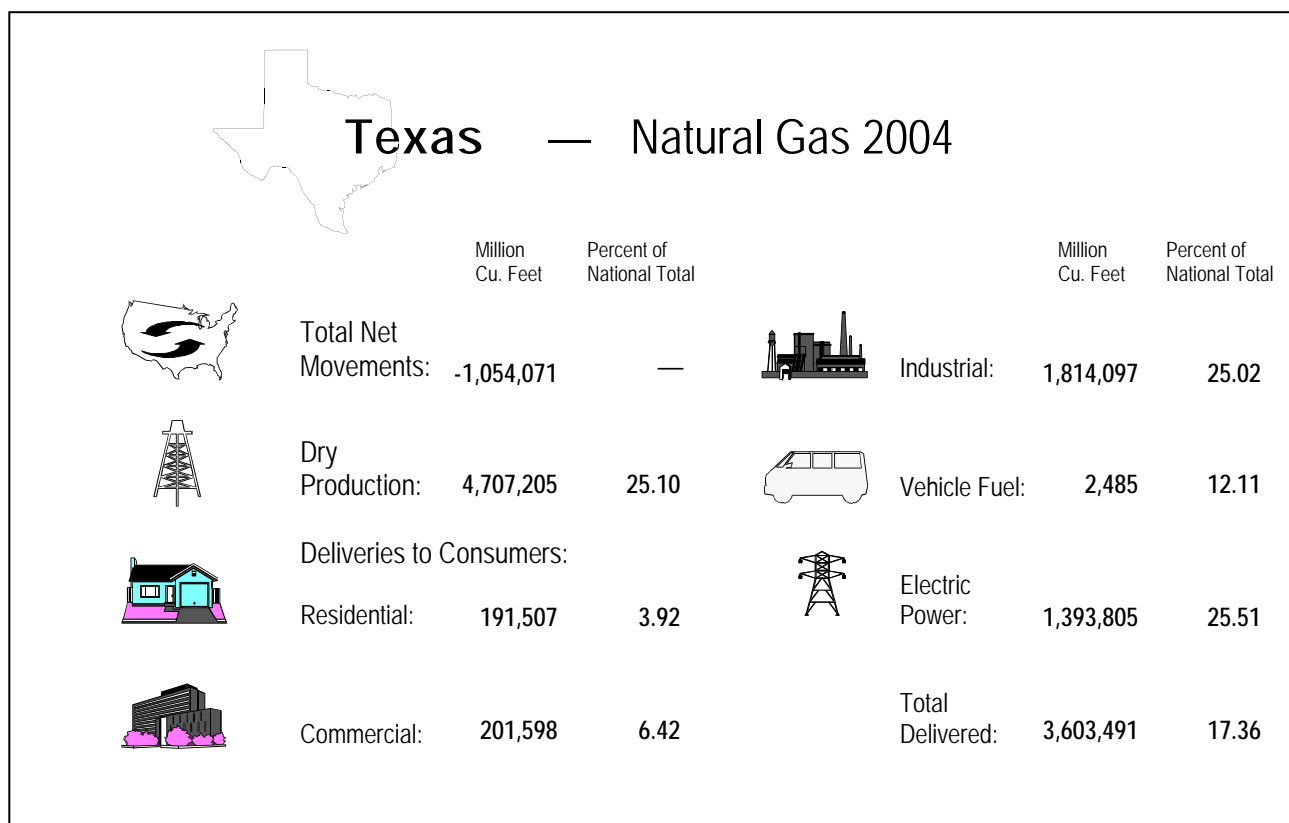 Texas — Natural Gas 2004
Million
Cu. Feet
Percent of
National Total
Total Net
Movements: -1,054,071 —
Dry
Production: 4,707,205 25.10
Deliveries to Consumers:
Residential: 191,507 3.92
Commercial: 201,598 6.42
Million
Cu. Feet
Percent of
National Total
Industrial: 1,814,097 25.02
Vehicle Fuel: 2,485 12.11
Electric
Power: 1,393,805 25.51
Total
Delivered: 3,603,491 17.36